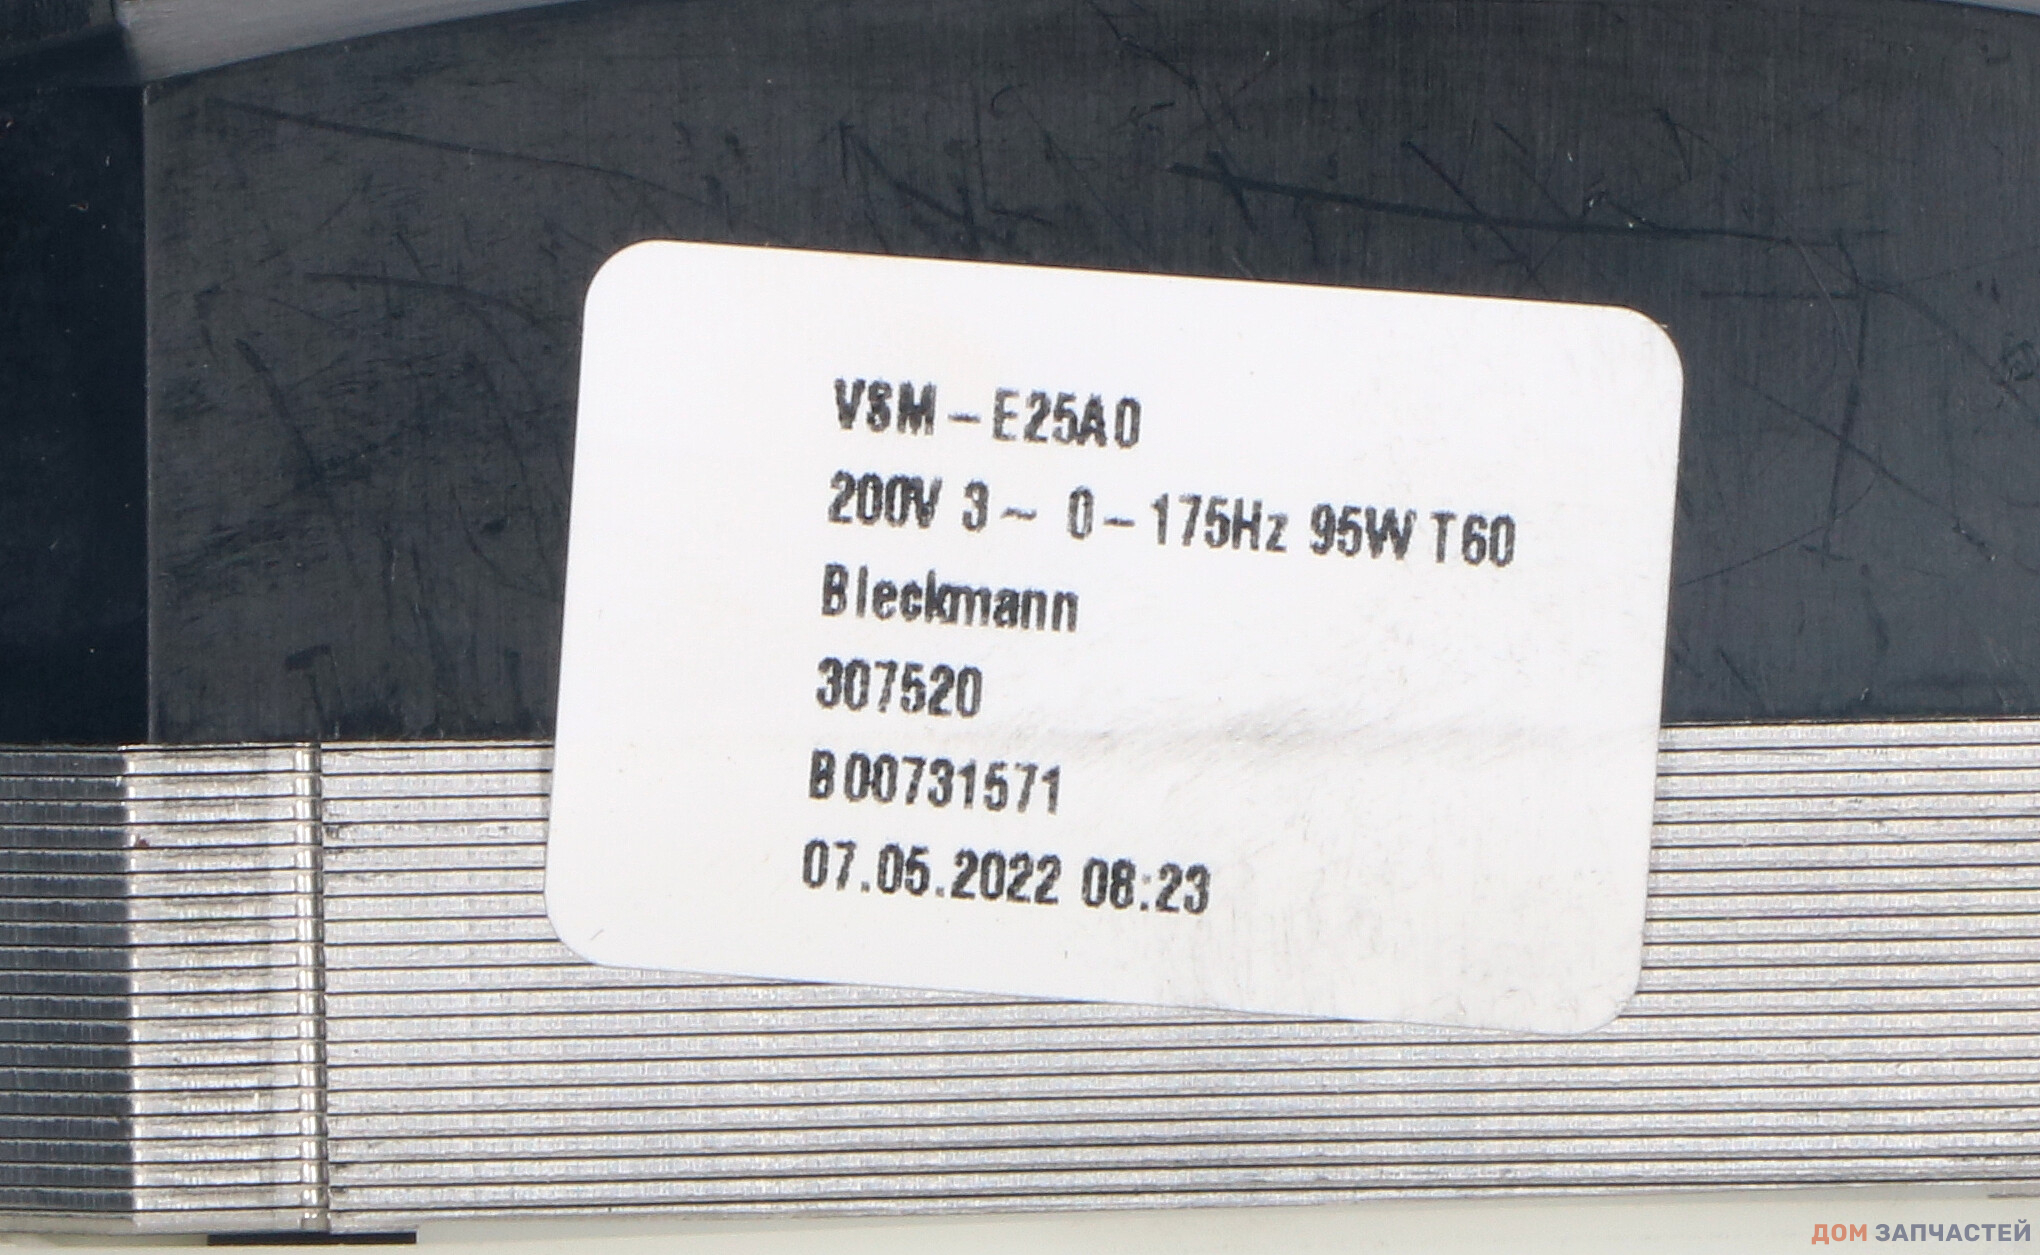 VSM - E25A0
200V 3~ 0-175Hz 95W T60
Bleckmann
307520
B00731571
07.05.2022 08:23
ДОМ ЗАПЧАСТЕЙ